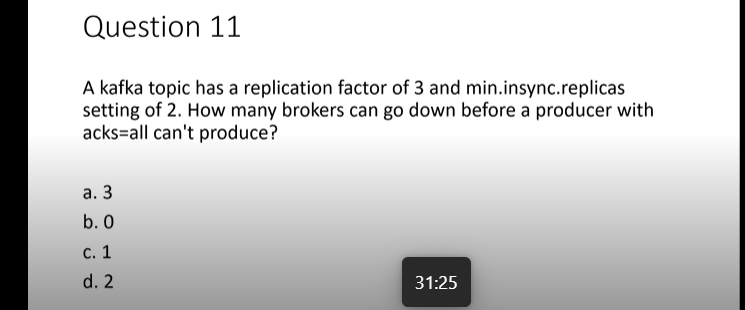 Question 11
A kafka topic has a replication factor of 3 and min.insync.replicas
setting of 2. How many brokers can go down before a producer with
acks=all can't produce?
a. 3
b. 0
c. 1
d. 2
31:25